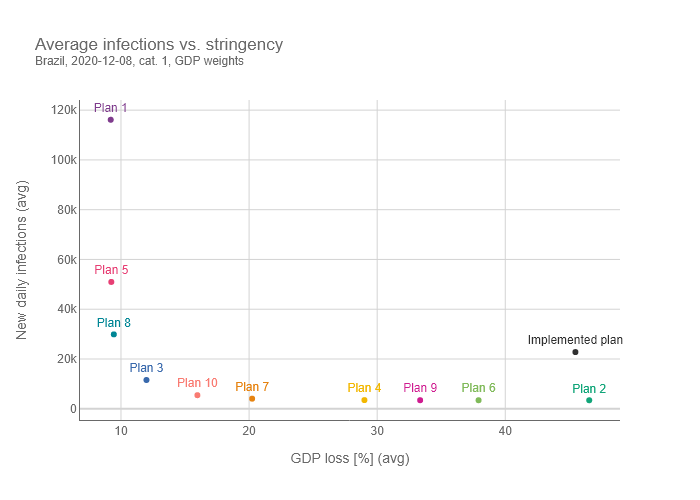 Average infections vs. stringency
Brazil, 2020-12-08, cat. 1, GDP weights
New daily infections (avg)
120k
100k
80k
60k
40k
20k
0
Plan 1
Plan 5
Plan 8
Implemented plan
Plan 3
Plan 10
Plan 7
Plan 4
Plan 9
Plan 6
Plan 2
10
20
30
40
GDP loss [%] (avg)